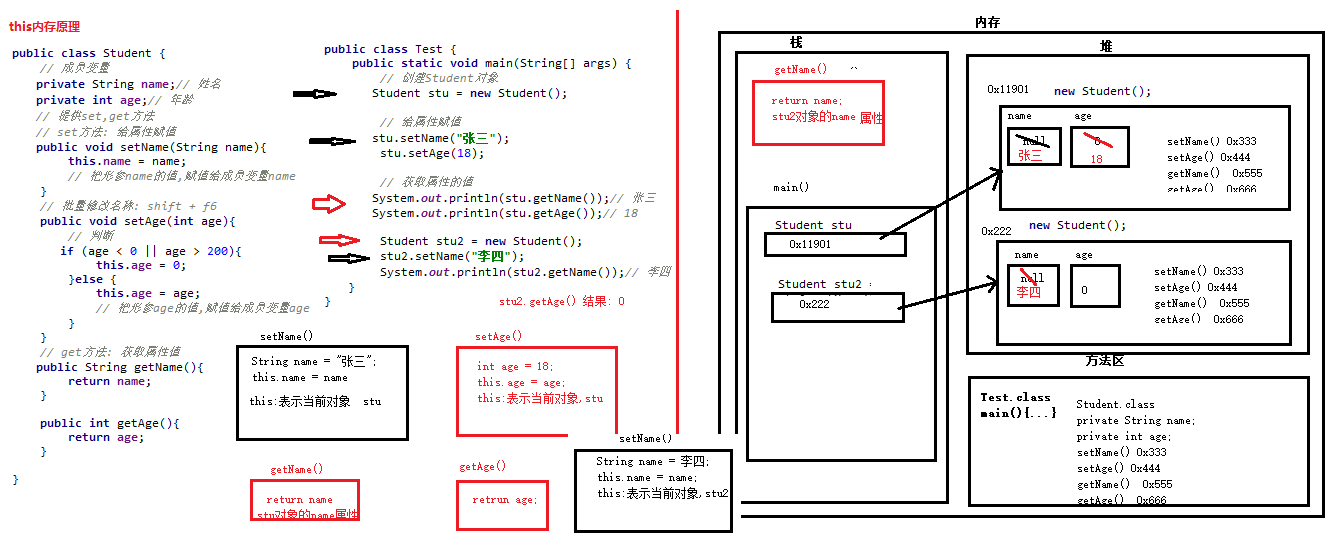 this内存原理
public class Student {
// 成员变量
private String name;// 姓名
private int age;// 年龄
// 提供set,get方法
// set方法: 给属性赋值
public void setName(String name){
this.name = name;
// 把形参name的值,赋值给成员变量name
}
// 批量修改名称: shift + f6
public void setAge(int age){
// 判断
if (age < 0 || age > 200){
this.age = 0;
}else {
this.age = age;
// 把形参age的值,赋值给成员变量age
}
}
// get方法: 获取属性值
public String getName(){
return name;
}
public int getAge(){
return age;
}
}
public class Test {
public static void main(String[] args) {
// 创建Student对象
Student stu = new Student();
// 给属性赋值
stu.setName("张三");
stu.setAge(18);
// 获取属性的值
System.out.println(stu.getName());// 张三
System.out.println(stu.getAge());// 18
Student stu2 = new Student();
stu2.setName("李四");
System.out.println(stu2.getName());// 李四
}
}
stu2.getAge() 结果: 0
setName()
String name = "张三";
this.name = name
this:表示当前对象 stu
setAge()
int age = 18;
this.age = age;
this:表示当前对象,stu
getName()
return name
stu对象的name属性
getAge()
retrun age;
setName()
String name = 李四;
this.name = name;
this:表示当前对象,stu2
内存
栈
getName()
return name;
stu2对象的name 属性
main()
Student stu
0x11901
Student stu2 :
0x222
堆
0x11901 new Student();
name age
null 0
张三 18
setName() 0x333
setAge() 0x444
getName() 0x555
getAge() 0x666
0x222 new Student();
name age
null
李四 0
setName() 0x333
setAge() 0x444
getName() 0x555
getAge() 0x666
方法区
Test.class
main(){...}
Student.class
private String name;
private int age;
setName() 0x333
setAge() 0x444
getName() 0x555
getAge() 0x666